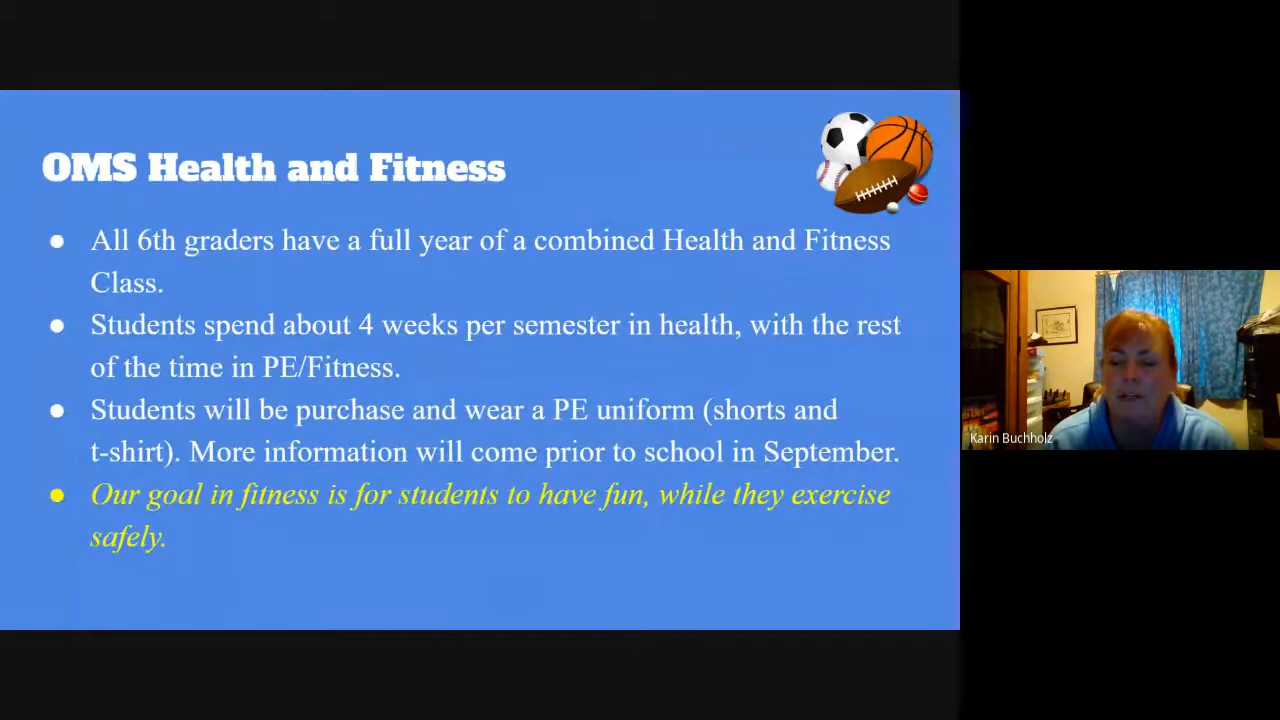 OMS Health and Fitness
● All 6th graders have a full year of a combined Health and Fitness
Class.
● Students spend about 4 weeks per semester in health, with the rest
of the time in PE/Fitness.
● Students will be purchase and wear a PE uniform (shorts and
t-shirt). More information will come prior to school in September.
● Our goal in fitness is for students to have fun, while they exercise
safely.
Karin Buchholz